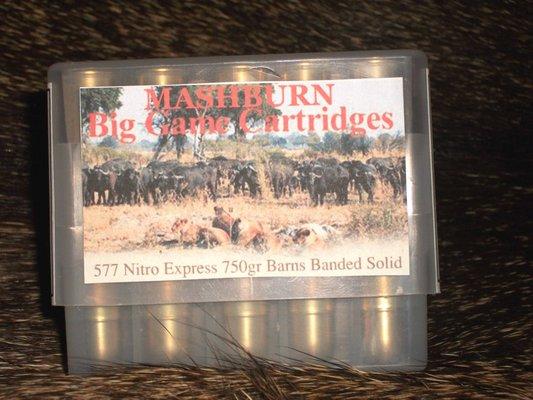 MASHBURN
Big Game Cartridges
577 Nitro Express 750gr Barns Banded Solid